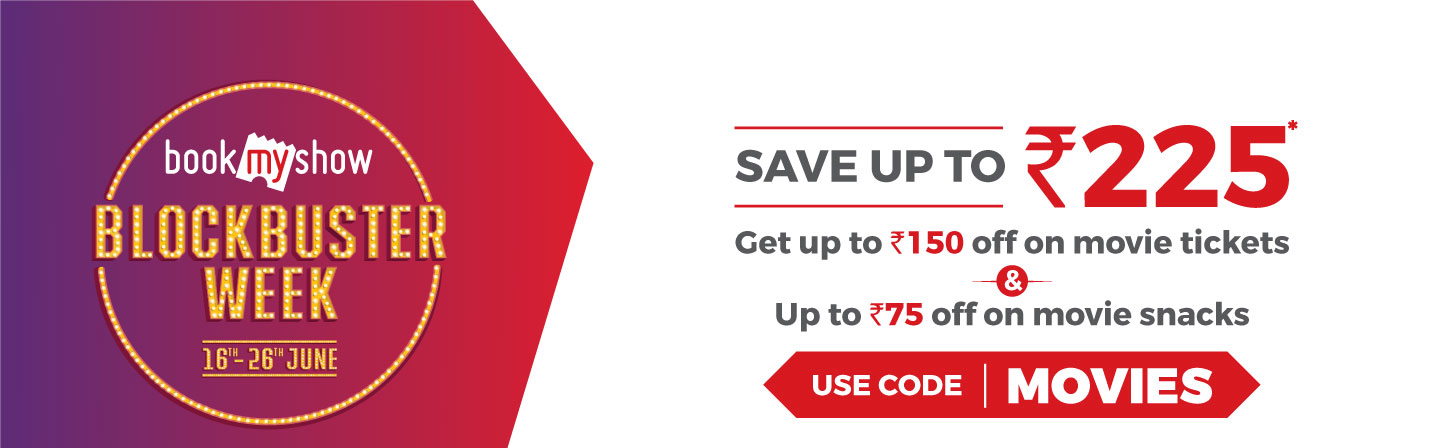 bookmyshow
BLOCKBUSTER
WEEK
16TH-26TH JUNE
SAVE UP TO ₹225*
Get up to ₹150 off on movie tickets
&
Up to ₹75 off on movie snacks
USE CODE | MOVIES